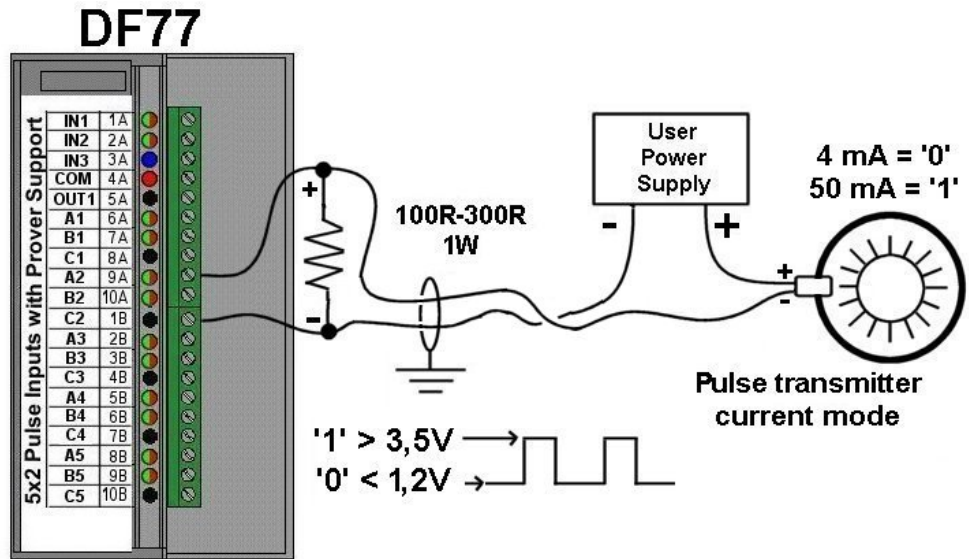 DF77
5x2 Pulse Inputs with Prover Support
IN1 1A
IN2 2A
IN3 3A
COM 4A
OUT1 5A
A1 6A
B1 7A
C1 8A
A2 9A
B2 10A
C2 1B
A3 2B
B3 3B
C3 4B
A4 5B
B4 6B
C4 7B
A5 8B
B5 9B
C5 10B
+
-
100R-300R
1W
User
Power
Supply
- +
4 mA = '0'
50 mA = '1'
+
-
Pulse transmitter
current mode
'1' > 3,5V
'0' < 1,2V